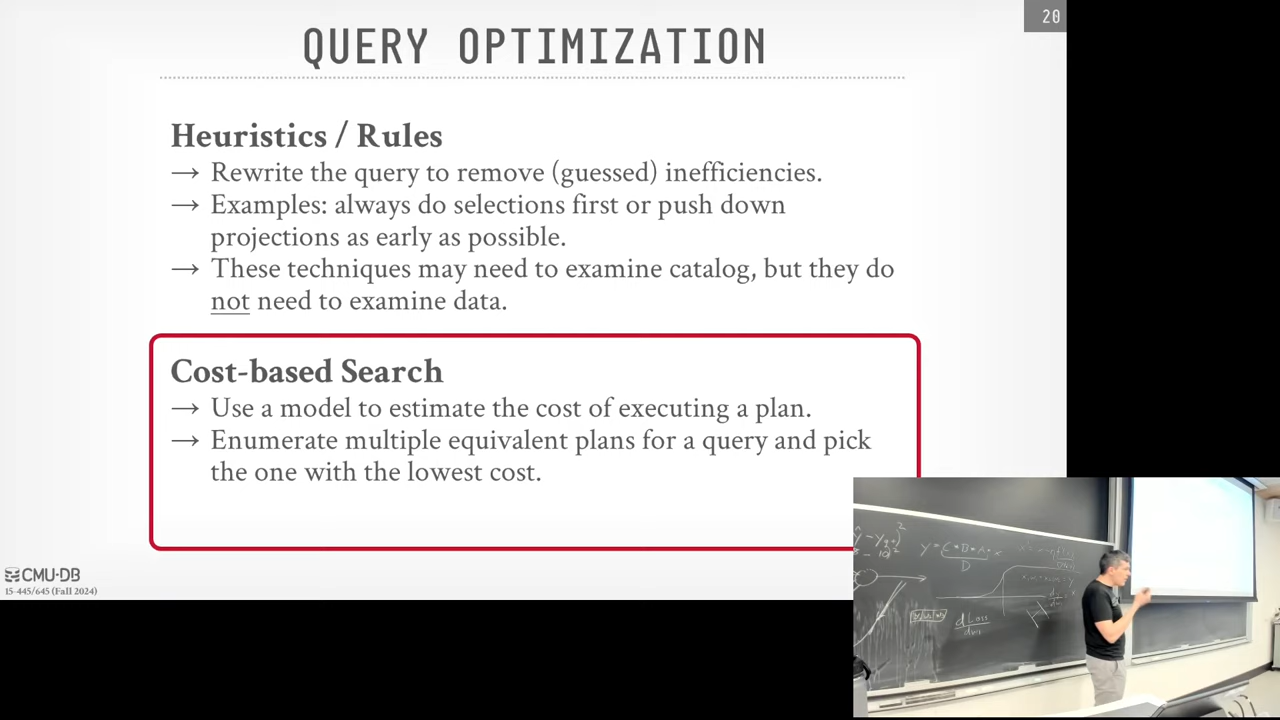 20
QUERY OPTIMIZATION
Heuristics / Rules
→ Rewrite the query to remove (guessed) inefficiencies.
→ Examples: always do selections first or push down
projections as early as possible.
→ These techniques may need to examine catalog, but they do
not need to examine data.
Cost-based Search
→ Use a model to estimate the cost of executing a plan.
→ Enumerate multiple equivalent plans for a query and pick
the one with the lowest cost.
CMU·DB
15-445/645 (Fall 2024)
D